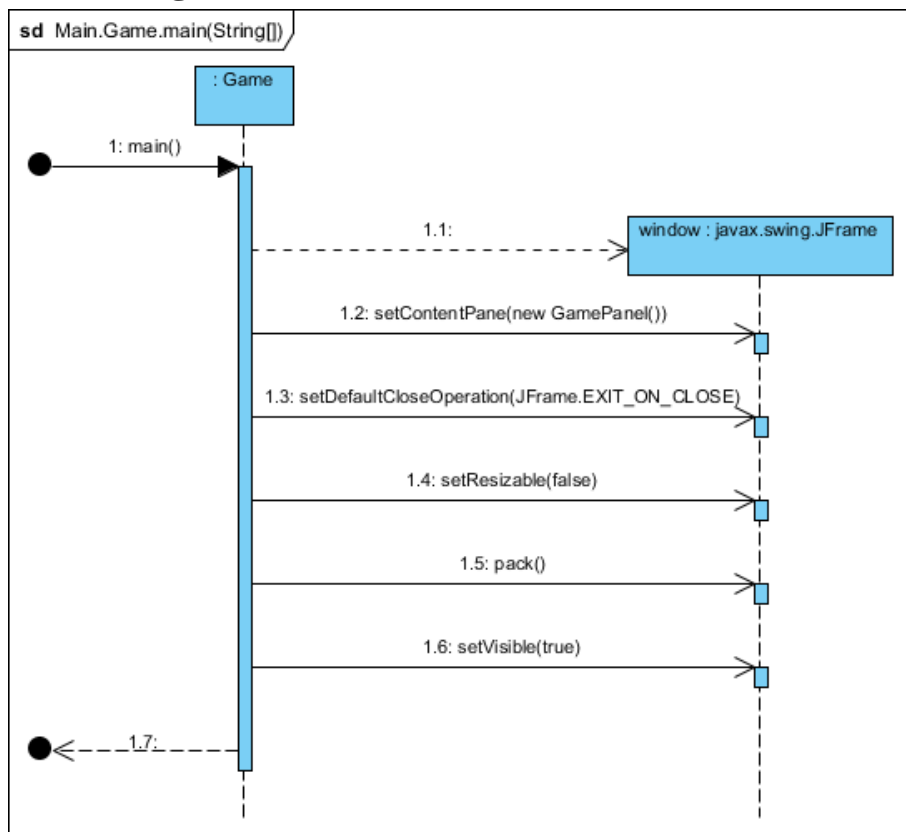 sd Main.Game.main(String[])
: Game
1: main()
1.1:
window : javax.swing.JFrame
1.2: setContentPane(new GamePanel())
1.3: setDefaultCloseOperation(JFrame.EXIT_ON_CLOSE)
1.4: setResizable(false)
1.5: pack()
1.6: setVisible(true)
1.7: